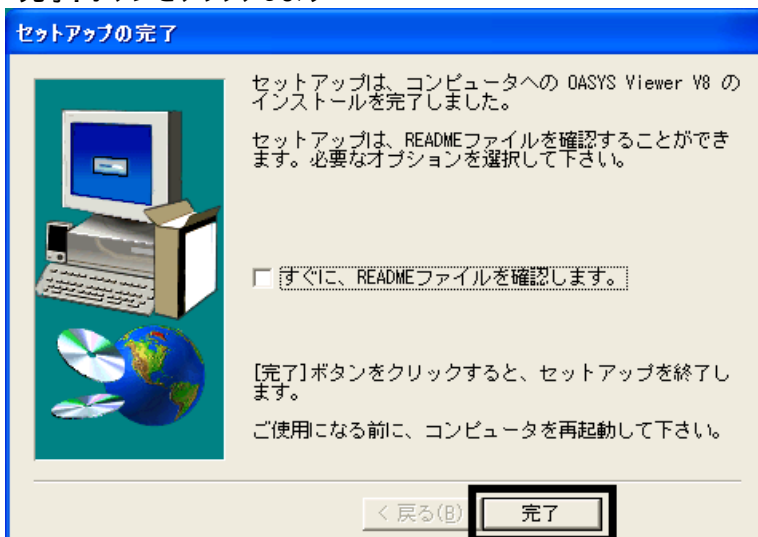 セットアップの完了
セットアップは、コンピュータへの OASYS Viewer V8 の
インストールを完了しました。
セットアップは、READMEファイルを確認することができ
ます。必要なオプションを選択して下さい。
すぐに、READMEファイルを確認します。
[完了]ボタンをクリックすると、セットアップを終了し
ます。
ご使用になる前に、コンピュータを再起動して下さい。
< 戻る(B)
完了